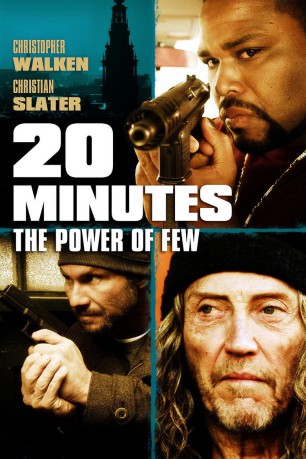 CHRISTOPHER
WALKEN
CHRISTIAN
SLATER
20
MINUTES
THE POWER OF FEW